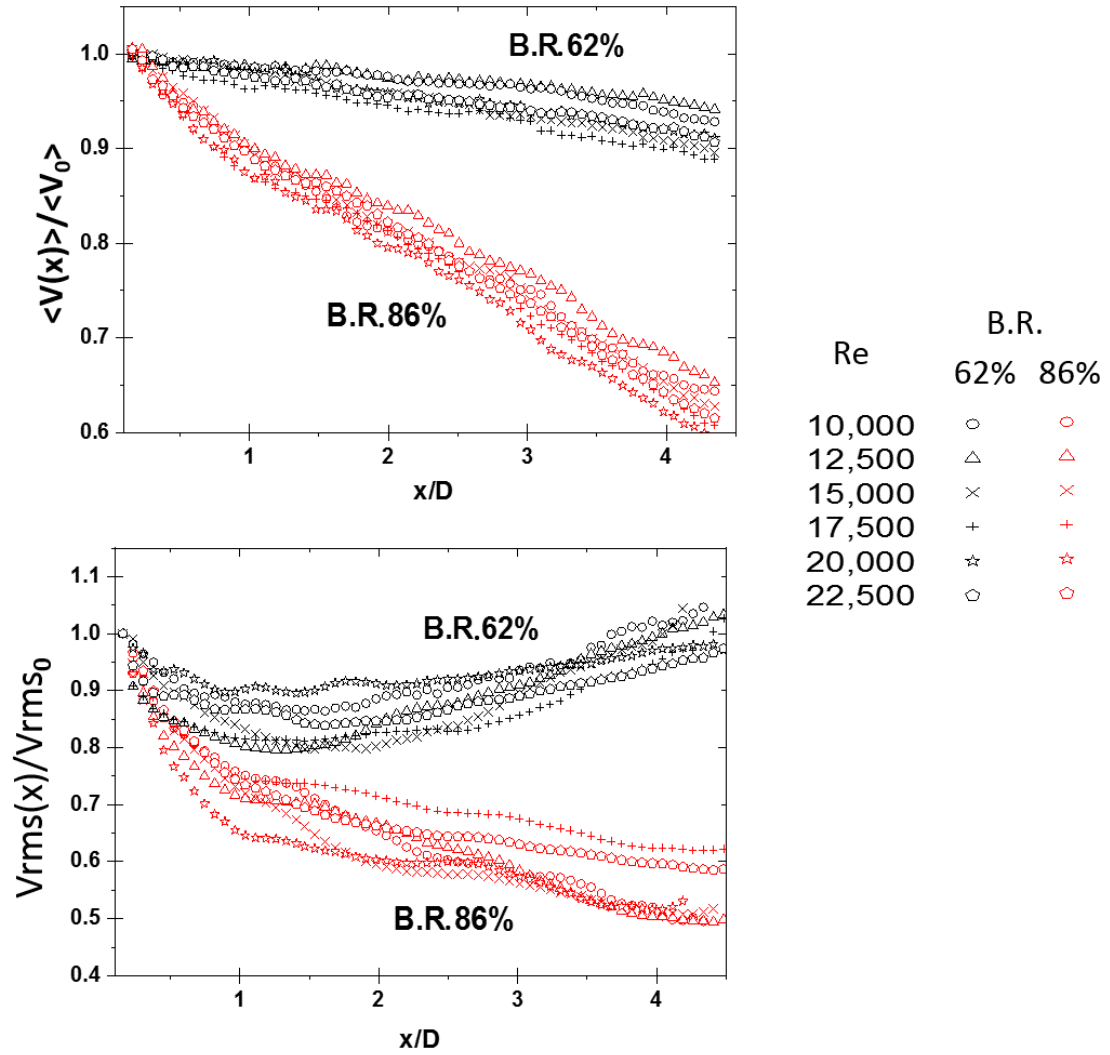 1.0
0.9
0.8
0.7
0.6
<V(x)>/<V0>
B.R.62%
B.R.86%
1 2 3 4
x/D
1.1
1.0
0.9
0.8
0.7
0.6
0.5
0.4
Vrms(x)/Vrms0
B.R.62%
B.R.86%
1 2 3 4
x/D
B.R.
Re
62% 86%
10,000
12,500
15,000
17,500
20,000
22,500